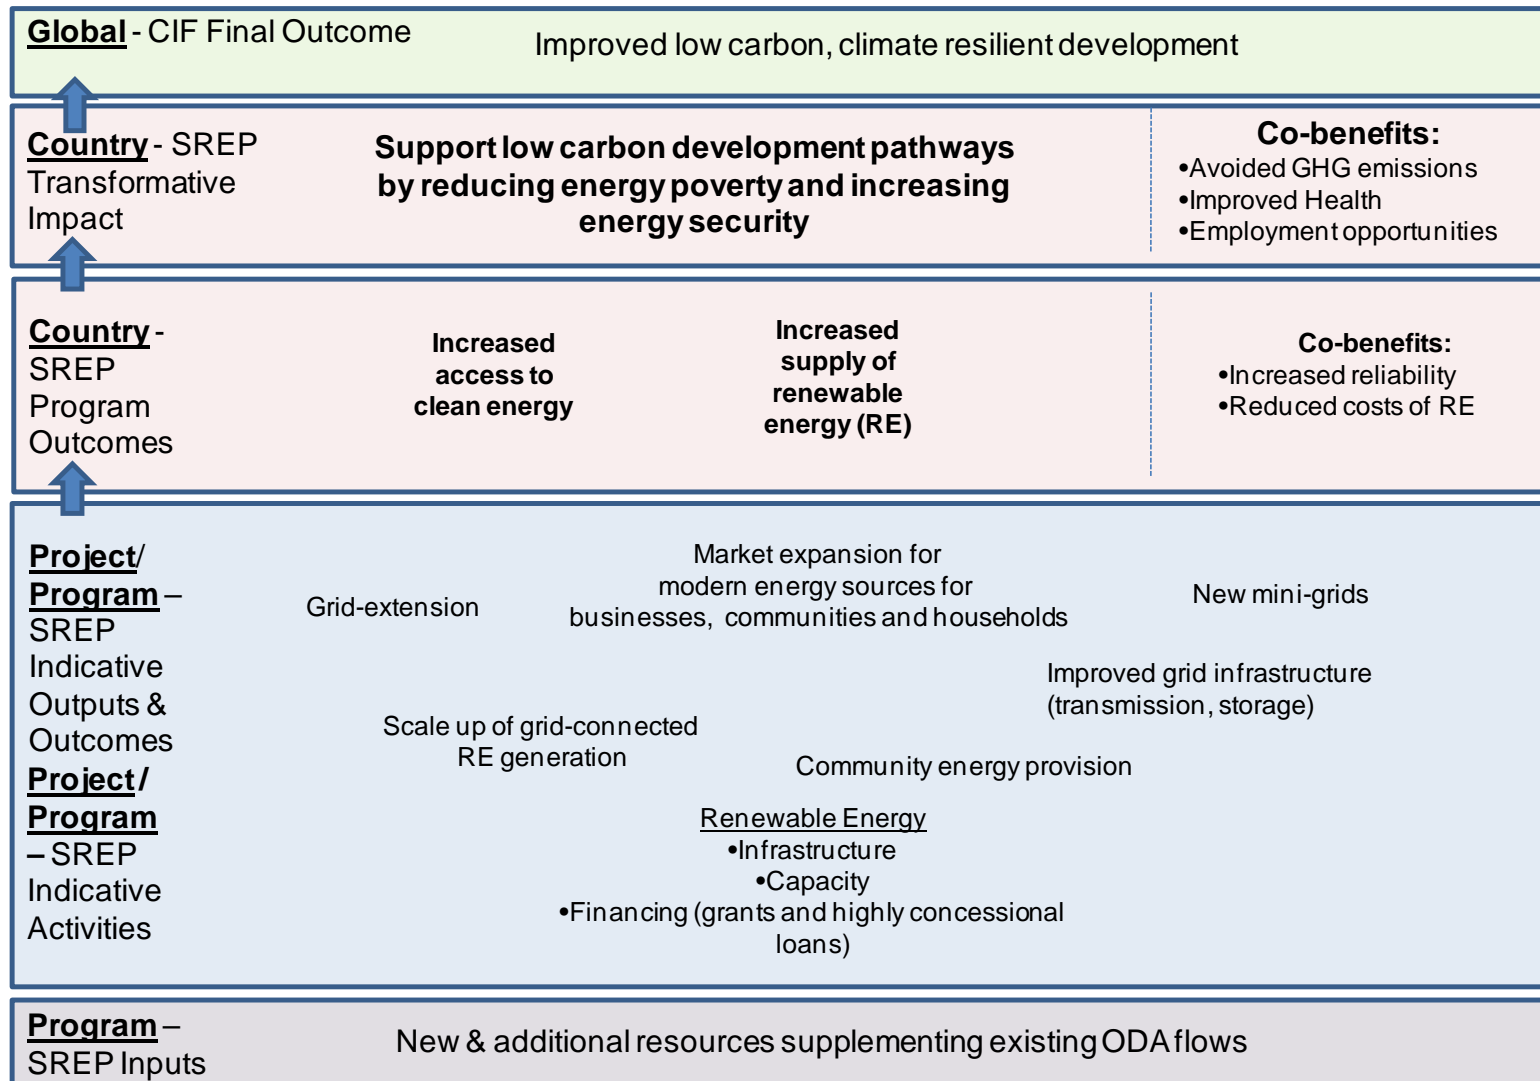 Global - CIF Final Outcome
Improved low carbon, climate resilient development
Country - SREP
Transformative
Impact
Support low carbon development pathways
by reducing energy poverty and increasing
energy security
Co-benefits:
•Avoided GHG emissions
•Improved Health
•Employment opportunities
Country -
SREP
Program
Outcomes
Increased
access to
clean energy
Increased
supply of
renewable
energy (RE)
Co-benefits:
•Increased reliability
•Reduced costs of RE
Project/
Program –
SREP
Indicative
Outputs &
Outcomes
Grid-extension
Market expansion for
modern energy sources for
businesses, communities and households
New mini-grids
Improved grid infrastructure
(transmission, storage)
Scale up of grid-connected
RE generation
Community energy provision
Project /
Program
– SREP
Indicative
Activities
Renewable Energy
•Infrastructure
•Capacity
•Financing (grants and highly concessional
loans)
Program –
SREP Inputs
New & additional resources supplementing existing ODA flows